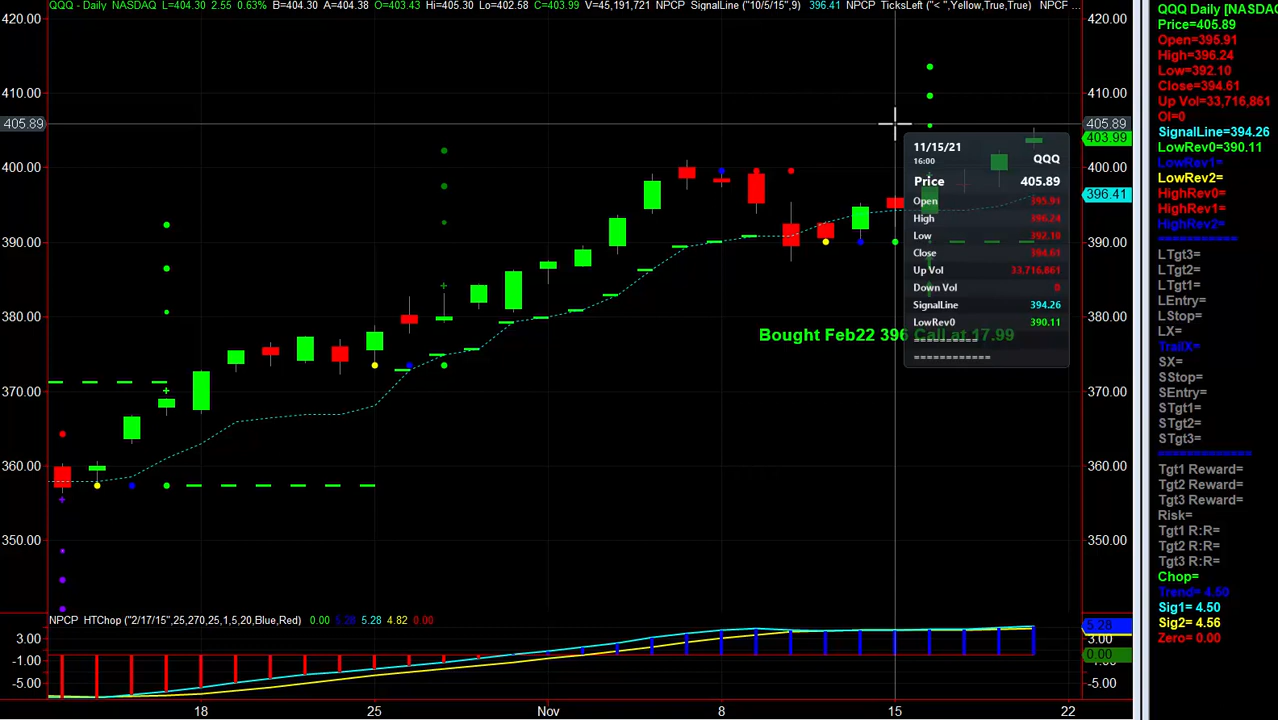 QQQ - Daily NASDAQ L=404.30 2.55 0.63% B=404.30 A=404.38 O=403.43 Hi=405.30 Lo=402.58 C=403.99 V=45,191,721 NPCP SignalLine ("10/5/15",9) 396.41 NPCP TicksLeft ("< ",Yellow,True,True) NPCF ...
420.00
410.00
405.89
400.00
390.00
380.00
370.00
360.00
350.00
Bought Feb22 396 Call at 17.99
11/15/21
16:00
QQQ
Price 405.89
Open 395.91
High 396.24
Low 392.10
Close 394.61
Up Vol 33,716,861
Down Vol 0
SignalLine 394.26
LowRev0 390.11
==========
============
420.00
410.00
405.89
403.99
400.00
396.41
390.00
380.00
370.00
360.00
350.00
NPCP HTChop ("2/17/15",25,270,25,1,5,20,Blue,Red) 0.00 5.28 5.28 4.82 0.00
3.00
-1.00
-5.00
5.28
3.00
0.00
-5.00
18
25
Nov
8
15
22
QQQ Daily [NASDAQ
Price=405.89
Open=395.91
High=396.24
Low=392.10
Close=394.61
Up Vol=33,716,861
OI=0
SignalLine=394.26
LowRev0=390.11
LowRev1=
LowRev2=
HighRev0=
HighRev1=
HighRev2=
===========
LTgt3=
LTgt2=
LTgt1=
LEntry=
LStop=
LX=
TrailX=
SX=
SStop=
SEntry=
STgt1=
STgt2=
STgt3=
=============
Tgt1 Reward=
Tgt2 Reward=
Tgt3 Reward=
Risk=
Tgt1 R:R=
Tgt2 R:R=
Tgt3 R:R=
Chop=
Trend= 4.50
Sig1= 4.50
Sig2= 4.56
Zero= 0.00